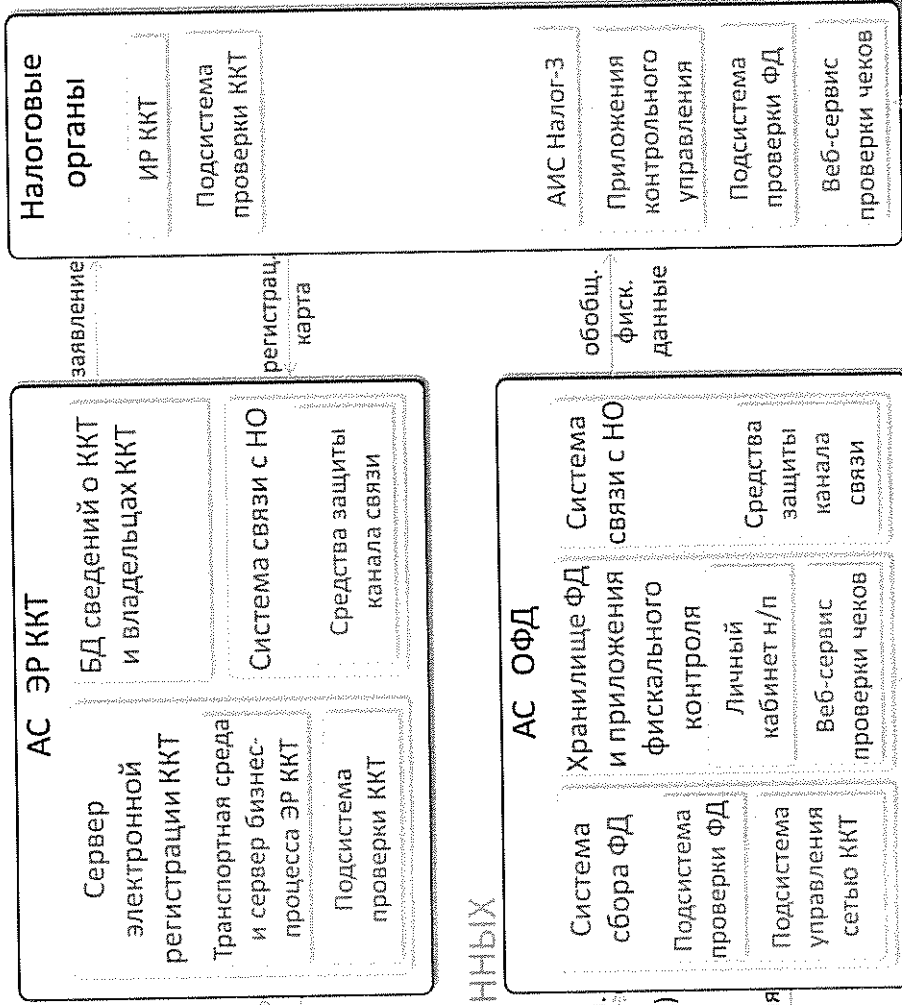 АС ЭР ККТ
Сервер
электронной
регистрации ККТ
Транспортная среда
и сервер бизнес-
процесса ЭР ККТ
Подсистема
проверки ККТ
БД сведений о ККТ
и владельцах ККТ
Система связи с НО
Средства защиты
канала связи
заявление
регистрац.
карта
Налоговые
органы
ИР ККТ
Подсистема
проверки ККТ
АИС Налог-3
Приложения
контрольного
управления
Подсистема
проверки ФД
Веб-сервис
проверки чеков
обобщ.
фиск.
данные
нных
АС ОФД
Система
сбора ФД
Подсистема
проверки ФД
Подсистема
управления
сетью ККТ
Хранилище ФД
и приложения
фискального
контроля
Личный
кабинет н/п
Веб-сервис
проверки чеков
Система
связи с НО
Средства
защиты
канала
связи
я